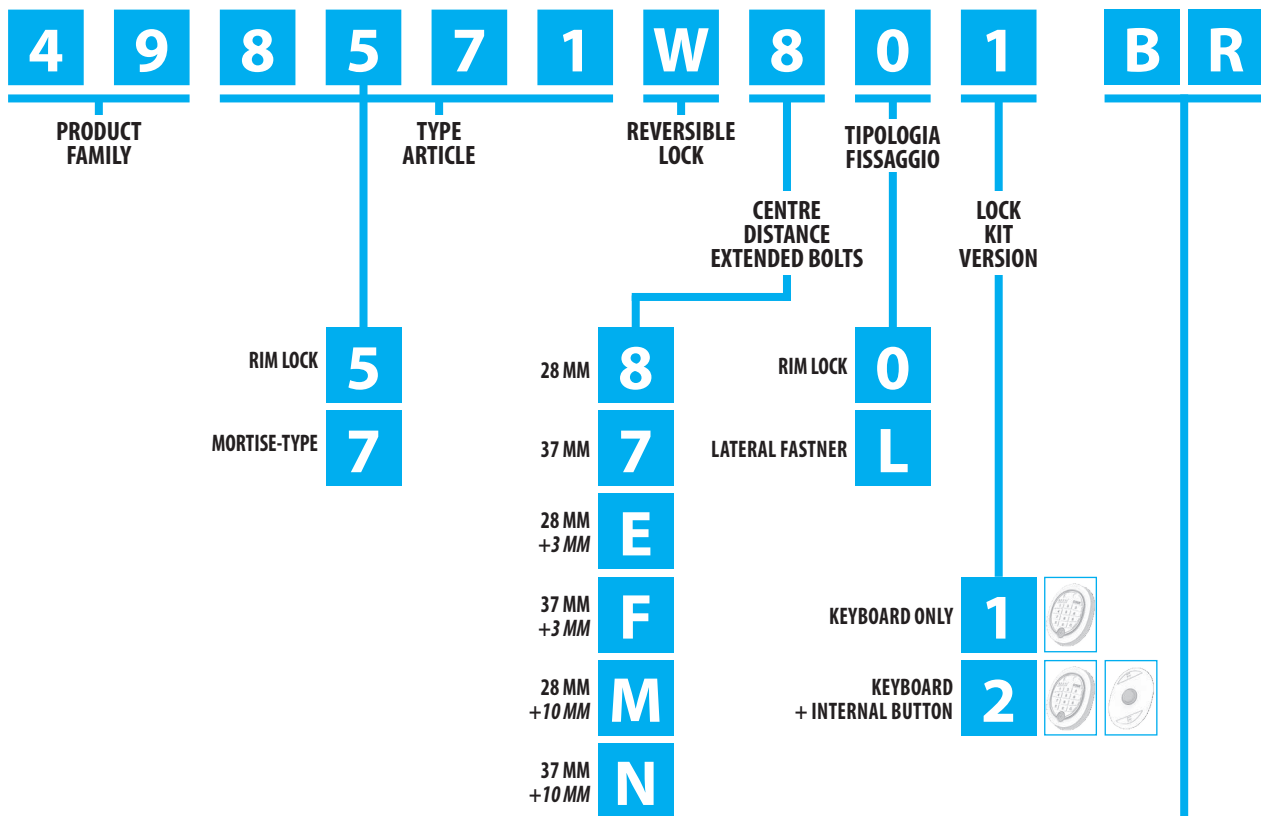 4 9 8 5 7 1 W 8 0 1 B R
PRODUCT
FAMILY
TYPE
ARTICLE
REVERSIBLE
LOCK
TIPOLOGIA
FISSAGGIO
CENTRE
DISTANCE
EXTENDED BOLTS
LOCK
KIT
VERSION
RIM LOCK 5
MORTISE-TYPE 7
28 MM 8
37 MM 7
28 MM
+3 MM
E
37 MM
+3 MM
F
28 MM
+10 MM
M
37 MM
+10 MM
N
RIM LOCK 0
LATERAL FASTNER L
KEYBOARD ONLY 1
KEYBOARD
+ INTERNAL BUTTON
2